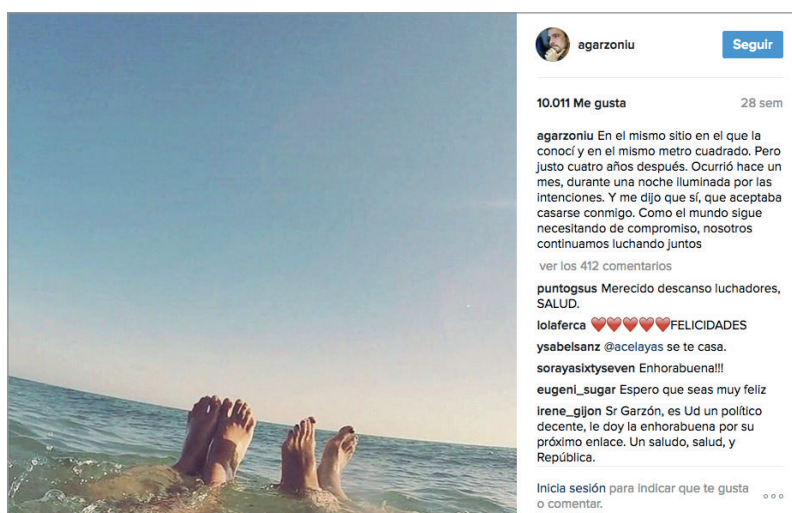 agarzoniu
Seguir
10.011 Me gusta
28 sem
agarzoniu En el mismo sitio en el que la
conocí y en el mismo metro cuadrado. Pero
justo cuatro años después. Ocurrió hace un
mes, durante una noche iluminada por las
intenciones. Y me dijo que sí, que aceptaba
casarse conmigo. Como el mundo sigue
necesitando de compromiso, nosotros
continuamos luchando juntos
ver los 412 comentarios
puntogsus Merecido descanso luchadores,
SALUD.
lolaferca ❤️❤️❤️❤️❤️FELICIDADES
ysabelsanz @acelayas se te casa.
sorayasixtyseven Enhorabuena!!!
eugeni_sugar Espero que seas muy feliz
irene_gijon Sr Garzón, es Ud un político
decente, le doy la enhorabuena por su
próximo enlace. Un saludo, salud, y
República.
Inicia sesión para indicar que te gusta
o comentar.